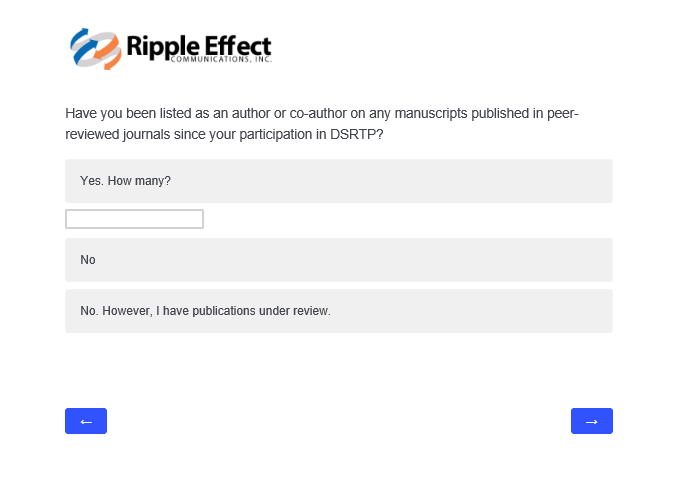 Ripple Effect
COMMUNICATIONS, INC.
Have you been listed as an author or co-author on any manuscripts published in peer-
reviewed journals since your participation in DSRTP?
Yes. How many?
No
No. However, I have publications under review.
←
→